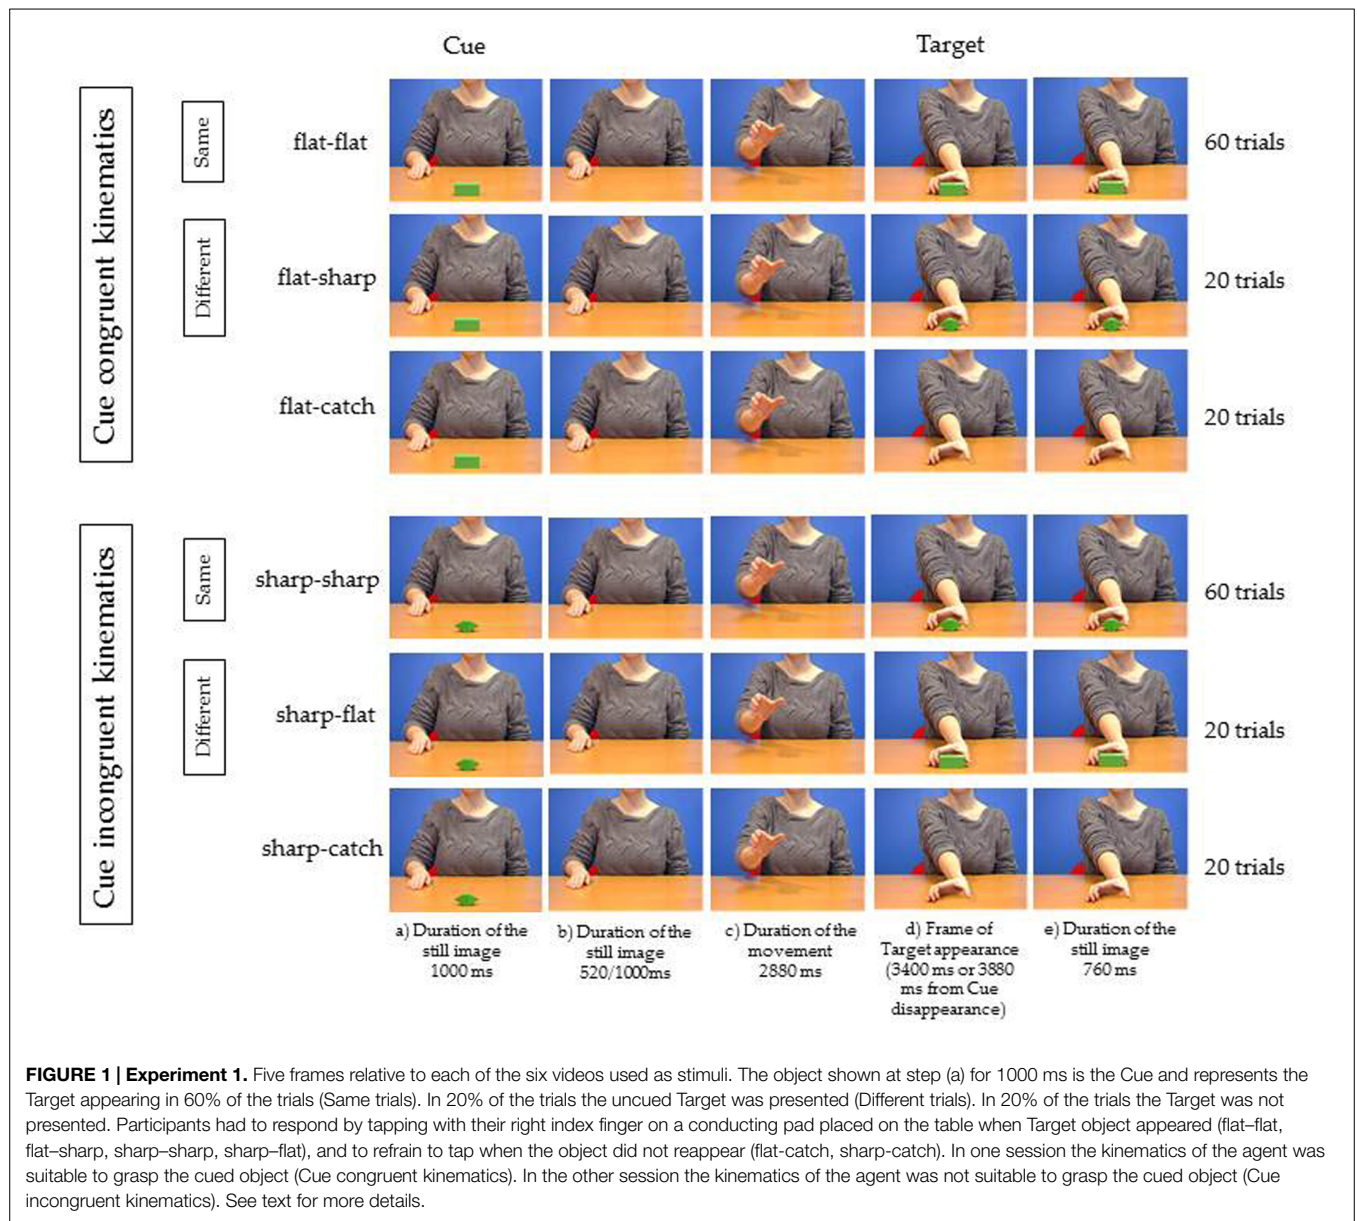 Cue
Target
Cue congruent kinematics
Same
flat-flat
60 trials
Different
flat-sharp
20 trials
flat-catch
20 trials
Cue incongruent kinematics
Same
sharp-sharp
60 trials
Different
sharp-flat
20 trials
sharp-catch
20 trials
a) Duration of the
still image
1000 ms
b) Duration of the
still image
520/1000ms
c) Duration of the
movement
2880 ms
d) Frame of
Target appearance
(3400 ms or 3880
ms from Cue
disappearance)
e) Duration of the
still image
760 ms
FIGURE 1 | Experiment 1. Five frames relative to each of the six videos used as stimuli. The object shown at step (a) for 1000 ms is the Cue and represents the
Target appearing in 60% of the trials (Same trials). In 20% of the trials the uncued Target was presented (Different trials). In 20% of the trials the Target was not
presented. Participants had to respond by tapping with their right index finger on a conducting pad placed on the table when Target object appeared (flat–flat,
flat–sharp, sharp–sharp, sharp–flat), and to refrain to tap when the object did not reappear (flat-catch, sharp-catch). In one session the kinematics of the agent was
suitable to grasp the cued object (Cue congruent kinematics). In the other session the kinematics of the agent was not suitable to grasp the cued object (Cue
incongruent kinematics). See text for more details.